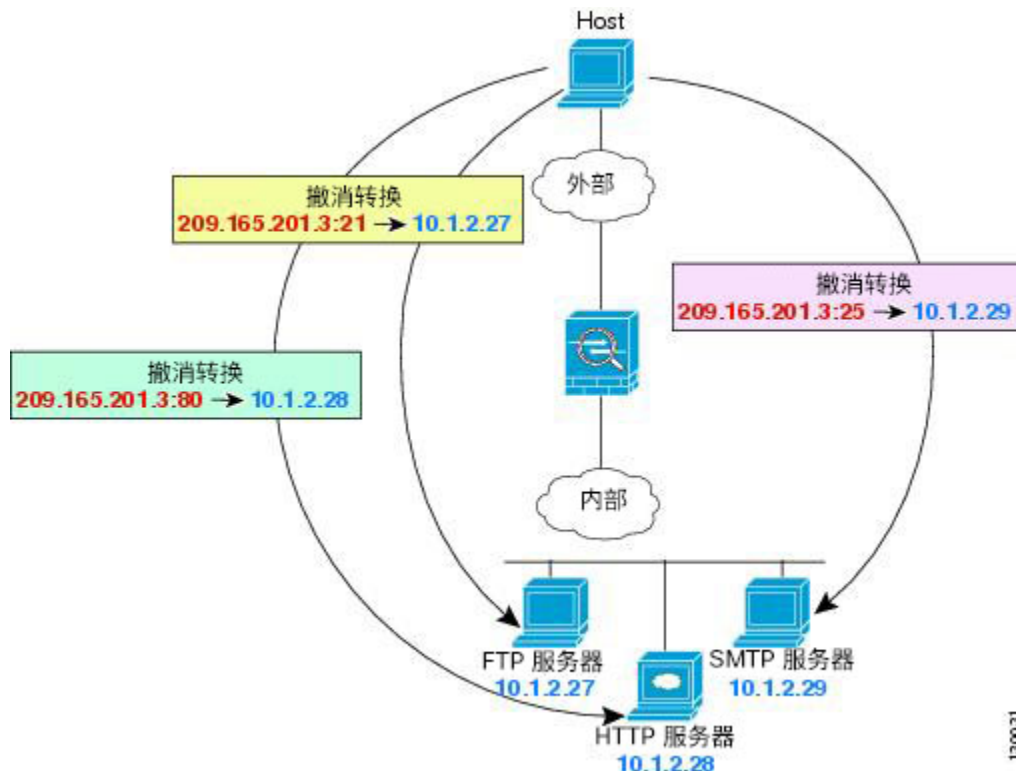 Host
外部
撤消转换
209.165.201.3:21 → 10.1.2.27
撤消转换
209.165.201.3:25 → 10.1.2.29
撤消转换
209.165.201.3:80 → 10.1.2.28
内部
FTP 服务器
10.1.2.27
SMTP 服务器
10.1.2.29
HTTP 服务器
10.1.2.28
130031